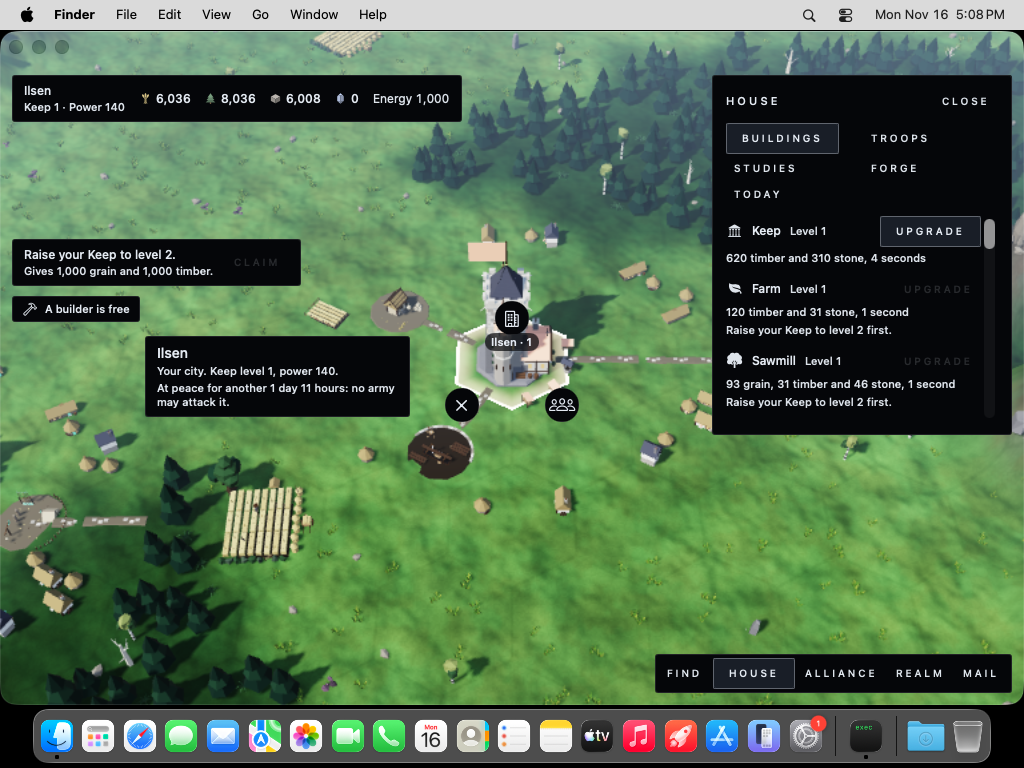 Finder File Edit View Go Window Help
Mon Nov 16 5:08 PM
Ilsen
Keep 1 · Power 140
6,036 8,036 6,008 0 Energy 1,000
HOUSE CLOSE
BUILDINGS TROOPS
STUDIES FORGE
TODAY
Keep Level 1 UPGRADE
620 timber and 310 stone, 4 seconds
Farm Level 1 UPGRADE
120 timber and 31 stone, 1 second
Raise your Keep to level 2 first.
Sawmill Level 1 UPGRADE
93 grain, 31 timber and 46 stone, 1 second
Raise your Keep to level 2 first.
Raise your Keep to level 2.
Gives 1,000 grain and 1,000 timber.
CLAIM
A builder is free
Ilsen · 1
Ilsen
Your city. Keep level 1, power 140.
At peace for another 1 day 11 hours: no army
may attack it.
FIND HOUSE ALLIANCE REALM MAIL
Mon
16
tv
1
exec